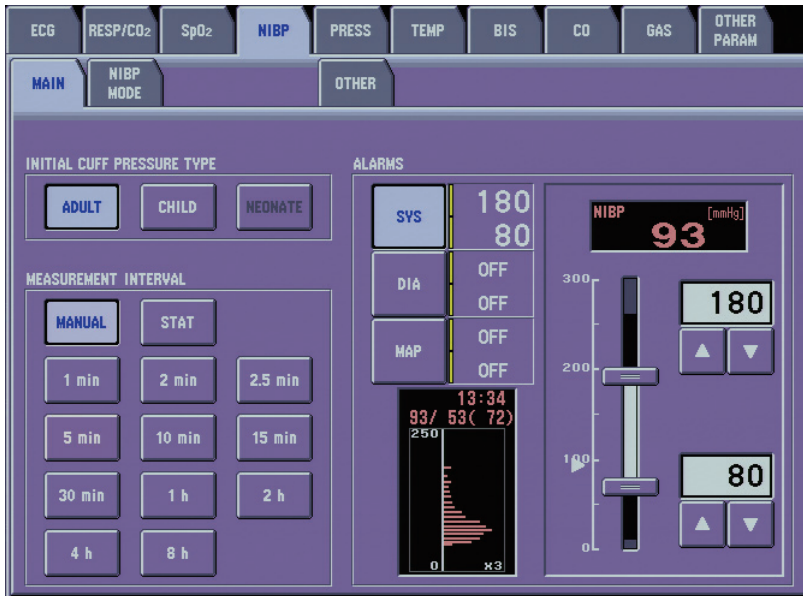 ECG RESP/CO2 SpO2 NIBP PRESS TEMP BIS CO GAS OTHER PARAM
MAIN NIBP MODE OTHER
INITIAL CUFF PRESSURE TYPE
ADULT CHILD NEONATE
MEASUREMENT INTERVAL
MANUAL STAT
1 min 2 min 2.5 min
5 min 10 min 15 min
30 min 1 h 2 h
4 h 8 h
ALARMS
SYS 180
80
DIA OFF
OFF
MAP OFF
OFF
13:34
93/ 53( 72)
250
0 x3
NIBP [mmHg]
93
300
200
100
0
180
▲ ▼
80
▲ ▼